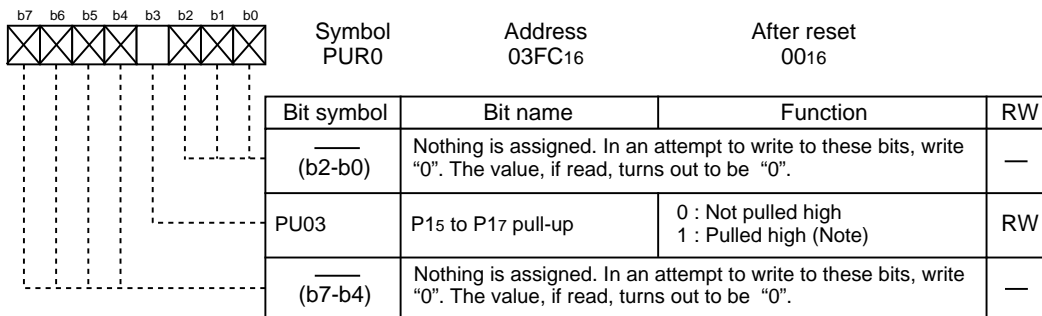 b7 b6 b5 b4 b3 b2 b1 b0
Symbol Address After reset
PUR0 03FC16 0016
Bit symbol Bit name Function RW
(b2-b0) Nothing is assigned. In an attempt to write to these bits, write
“0”. The value, if read, turns out to be “0”. —
PU03 P15 to P17 pull-up 0 : Not pulled high RW
1 : Pulled high (Note)
(b7-b4) Nothing is assigned. In an attempt to write to these bits, write
“0”. The value, if read, turns out to be “0”. —